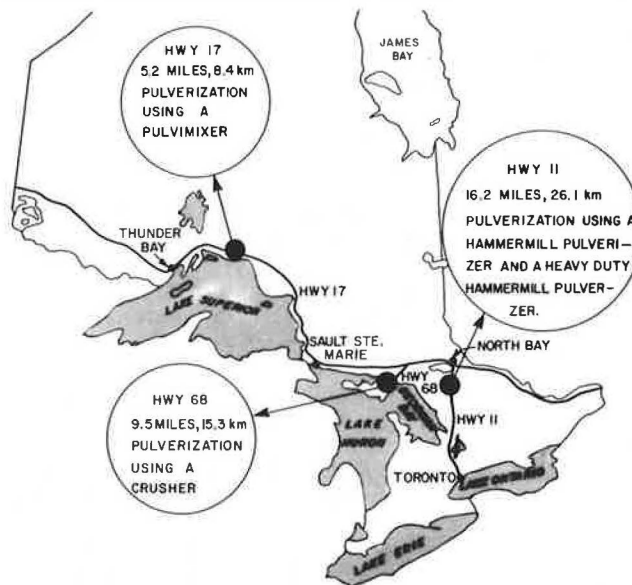 HWY 17
5.2 MILES, 8.4 km
PULVERIZATION
USING A
PULVIMIXER
JAMES
BAY
HWY 11
16.2 MILES, 26.1 km
PULVERIZATION USING A
HAMMERMILL PULVERI-
ZER AND A HEAVY DUTY
HAMMERMILL PULVER-
ZER.
THUNDER
BAY
LAKE SUPERIOR
HWY 17
SAULT STE.
MARIE
NORTH BAY
HWY
68
HWY 11
HWY 68
9.5 MILES, 15.3 km
PULVERIZATION
USING A
CRUSHER
LAKE
HURON
BAY
TORONTO
LAKE ONTARIO
LAKE ERIE